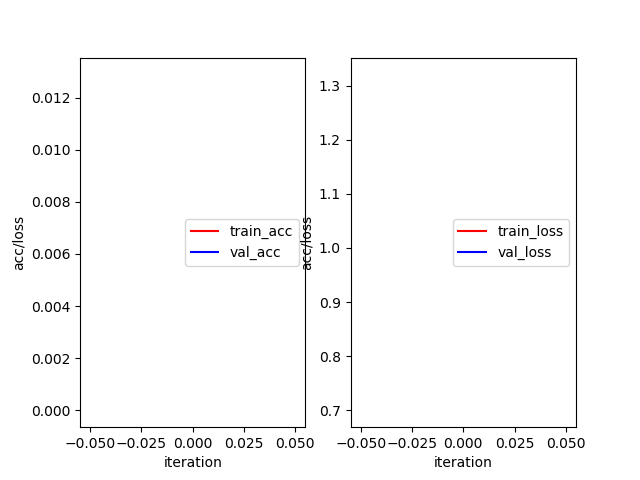 0.012
0.010
0.008
0.006
0.004
0.002
0.000
acc/loss
train_acc
val_acc
−0.050 −0.025 0.000 0.025 0.050
iteration
1.3
1.2
1.1
1.0
0.9
0.8
0.7
acc/loss
train_loss
val_loss
−0.050 −0.025 0.000 0.025 0.050
iteration